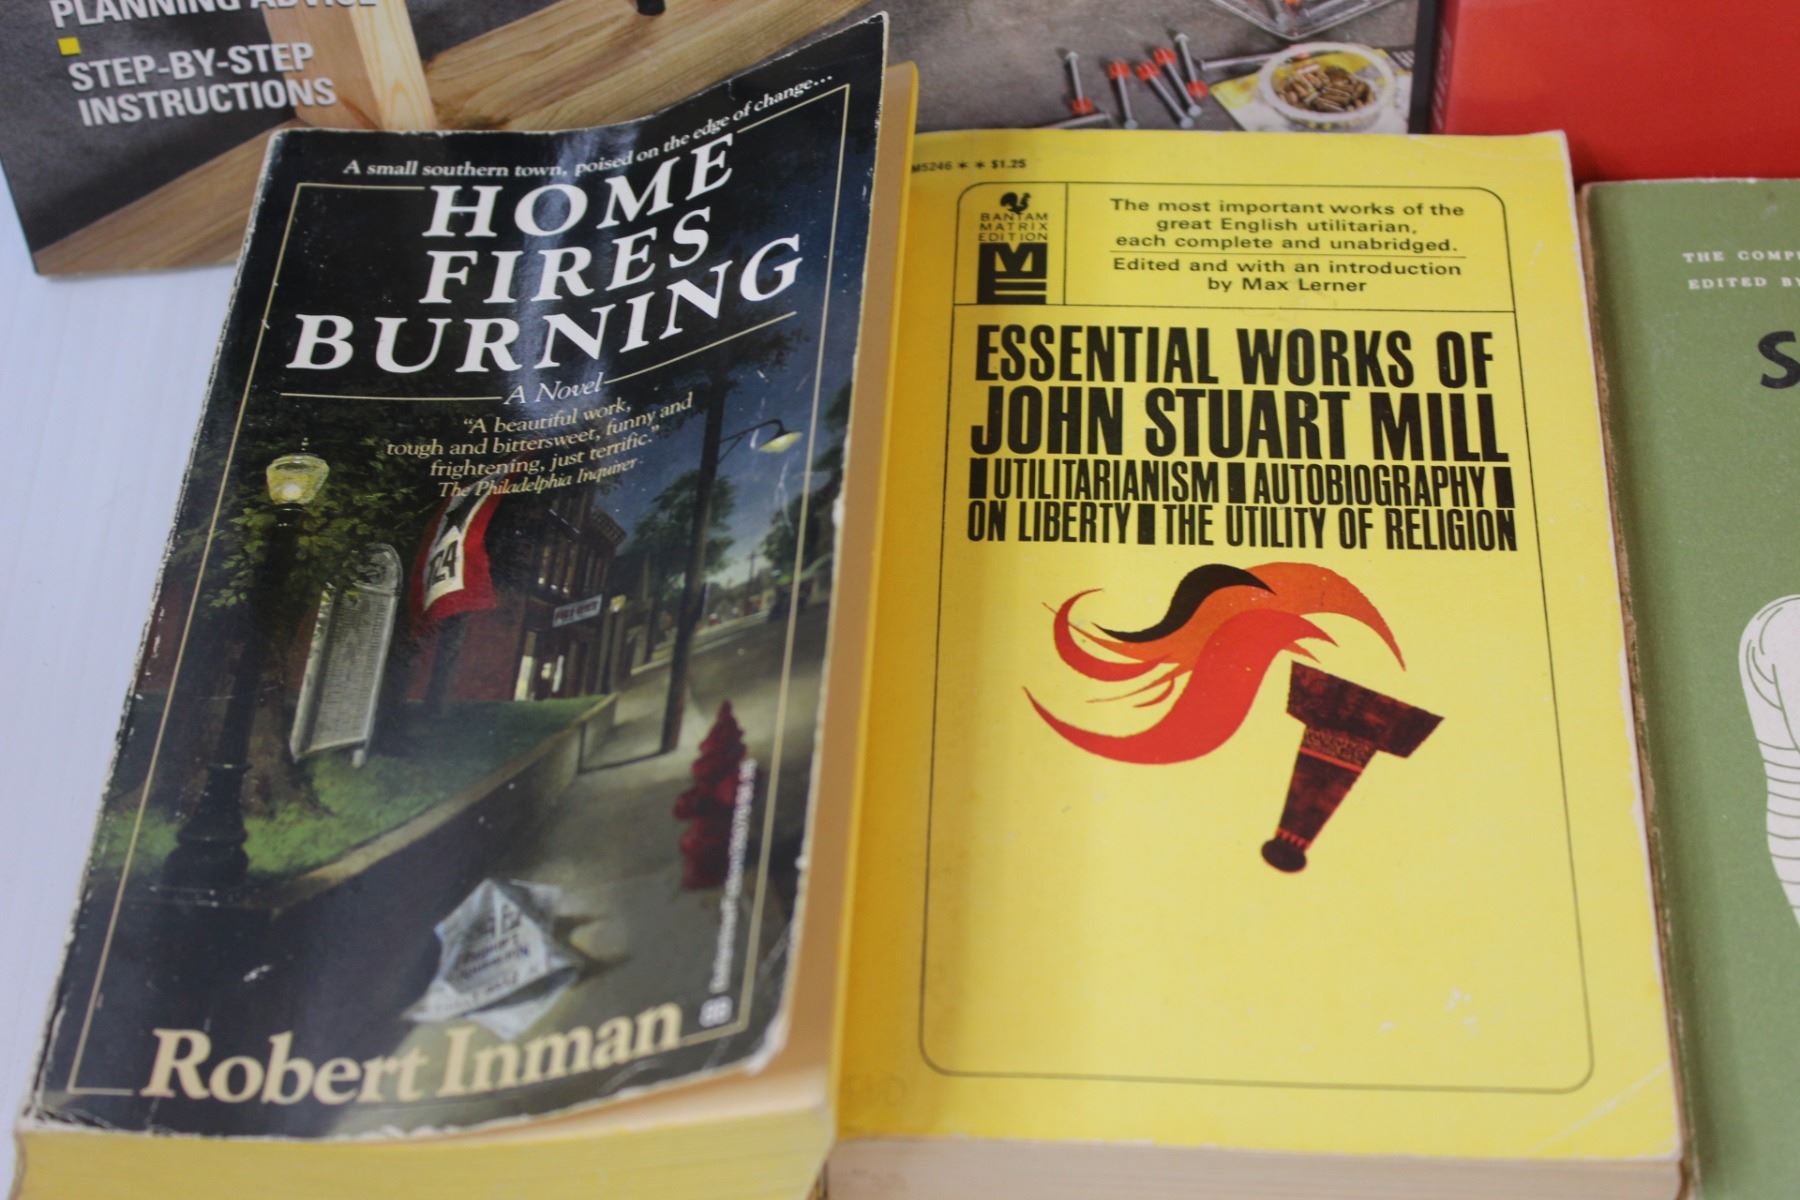 PLANNING ADVICE
STEP-BY-STEP
INSTRUCTIONS
A small southern town, poised on the edge of change...
HOME
FIRES
BURNING
A Novel
"A beautiful work,
tough and bittersweet, funny and
frightening, just terrific."
The Philadelphia Inquirer
Robert Inman
M5246 * * $1.25
BANTAM
MATRIX
EDITION
The most important works of the
great English utilitarian,
each complete and unabridged.
Edited and with an introduction
by Max Lerner
ESSENTIAL WORKS OF
JOHN STUART MILL
UTILITARIANISM AUTOBIOGRAPHY
ON LIBERTY THE UTILITY OF RELIGION
THE COMP
EDITED BY
S